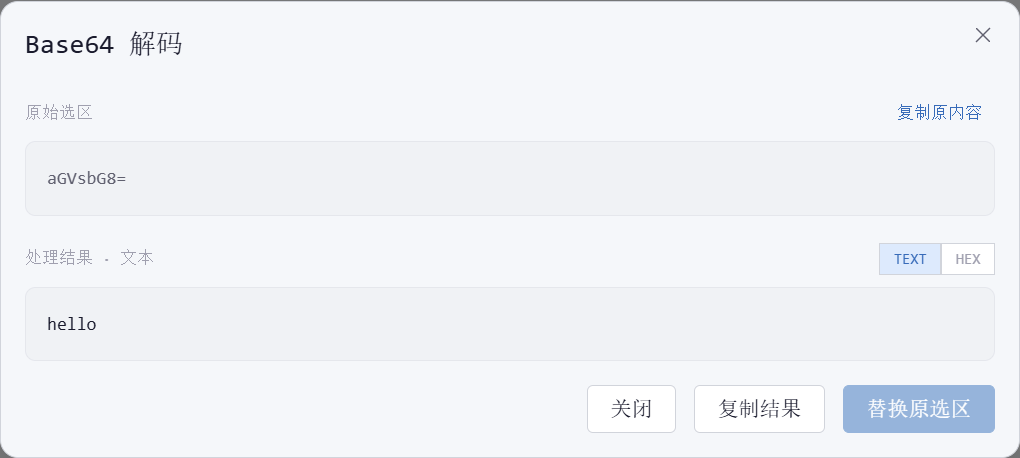 Base64 解码
原始选区 复制原内容
aGVsbG8=
处理结果 · 文本 TEXT HEX
hello
关闭 复制结果 替换原选区